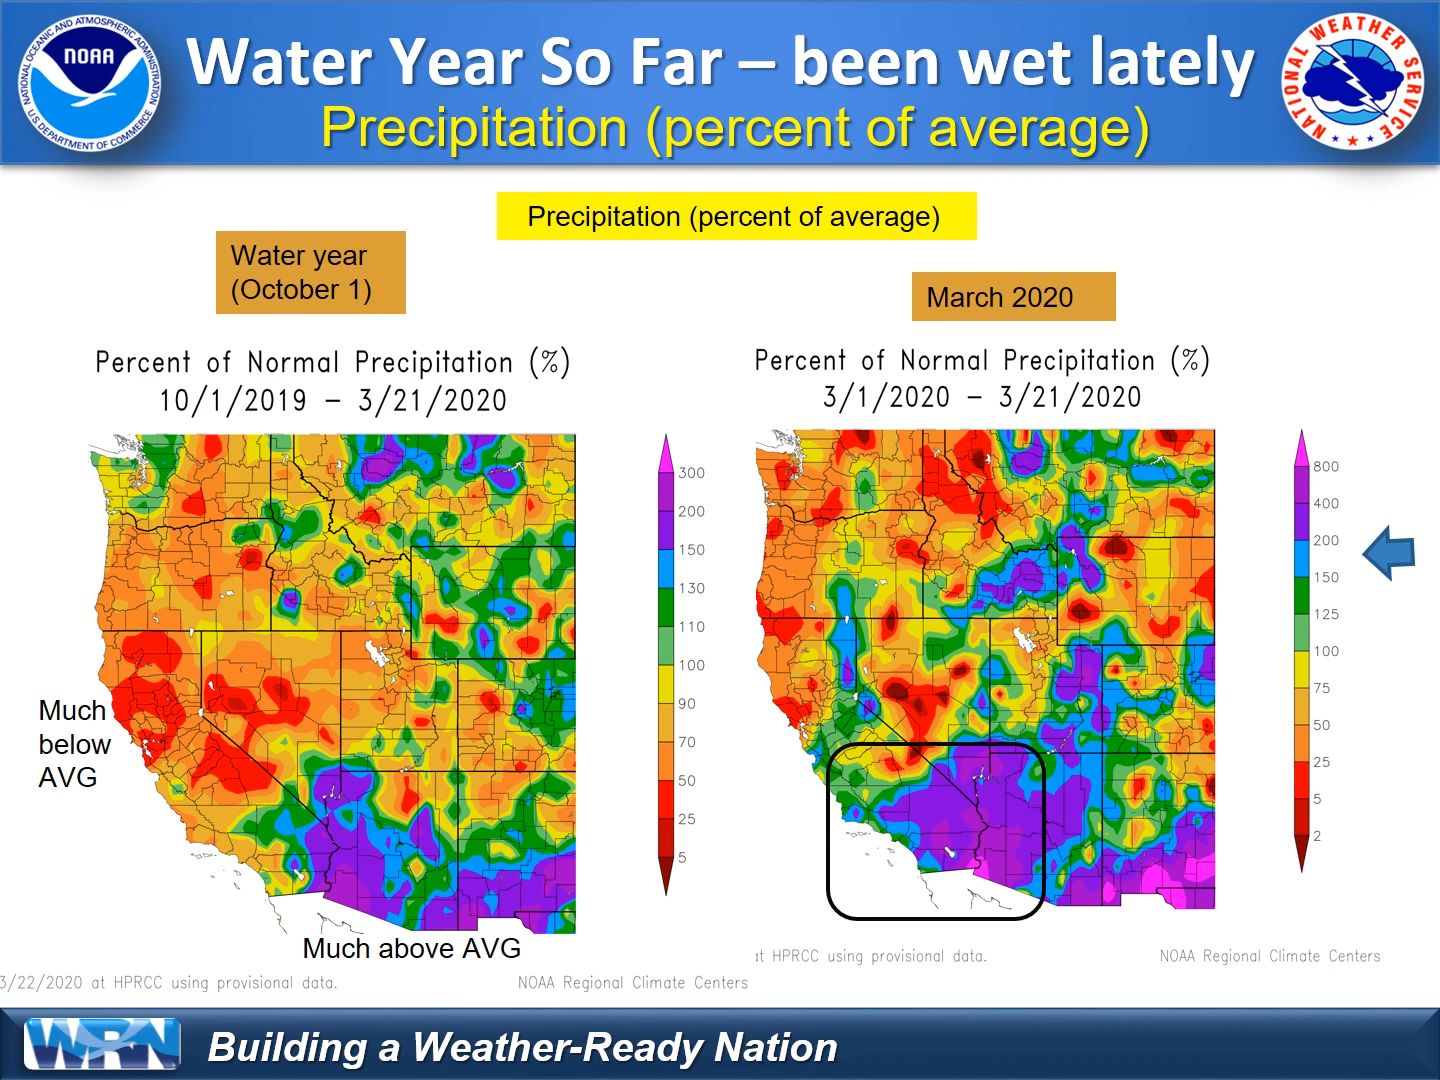 NATIONAL OCEANIC AND ATMOSPHERIC ADMINISTRATION
NOAA
U.S. DEPARTMENT OF COMMERCE
Water Year So Far – been wet lately
Precipitation (percent of average)
NATIONAL WEATHER SERVICE
Precipitation (percent of average)
Water year
(October 1)
March 2020
Percent of Normal Precipitation (%)
10/1/2019 – 3/21/2020
300
200
150
130
110
100
90
70
50
25
5
Much
below
AVG
Much above AVG
3/22/2020 at HPRCC using provisional data.
NOAA Regional Climate Centers
Percent of Normal Precipitation (%)
3/1/2020 – 3/21/2020
800
400
200
150
125
100
75
50
25
5
2
at HPRCC using provisional data.
NOAA Regional Climate Centers
WRN
Building a Weather-Ready Nation